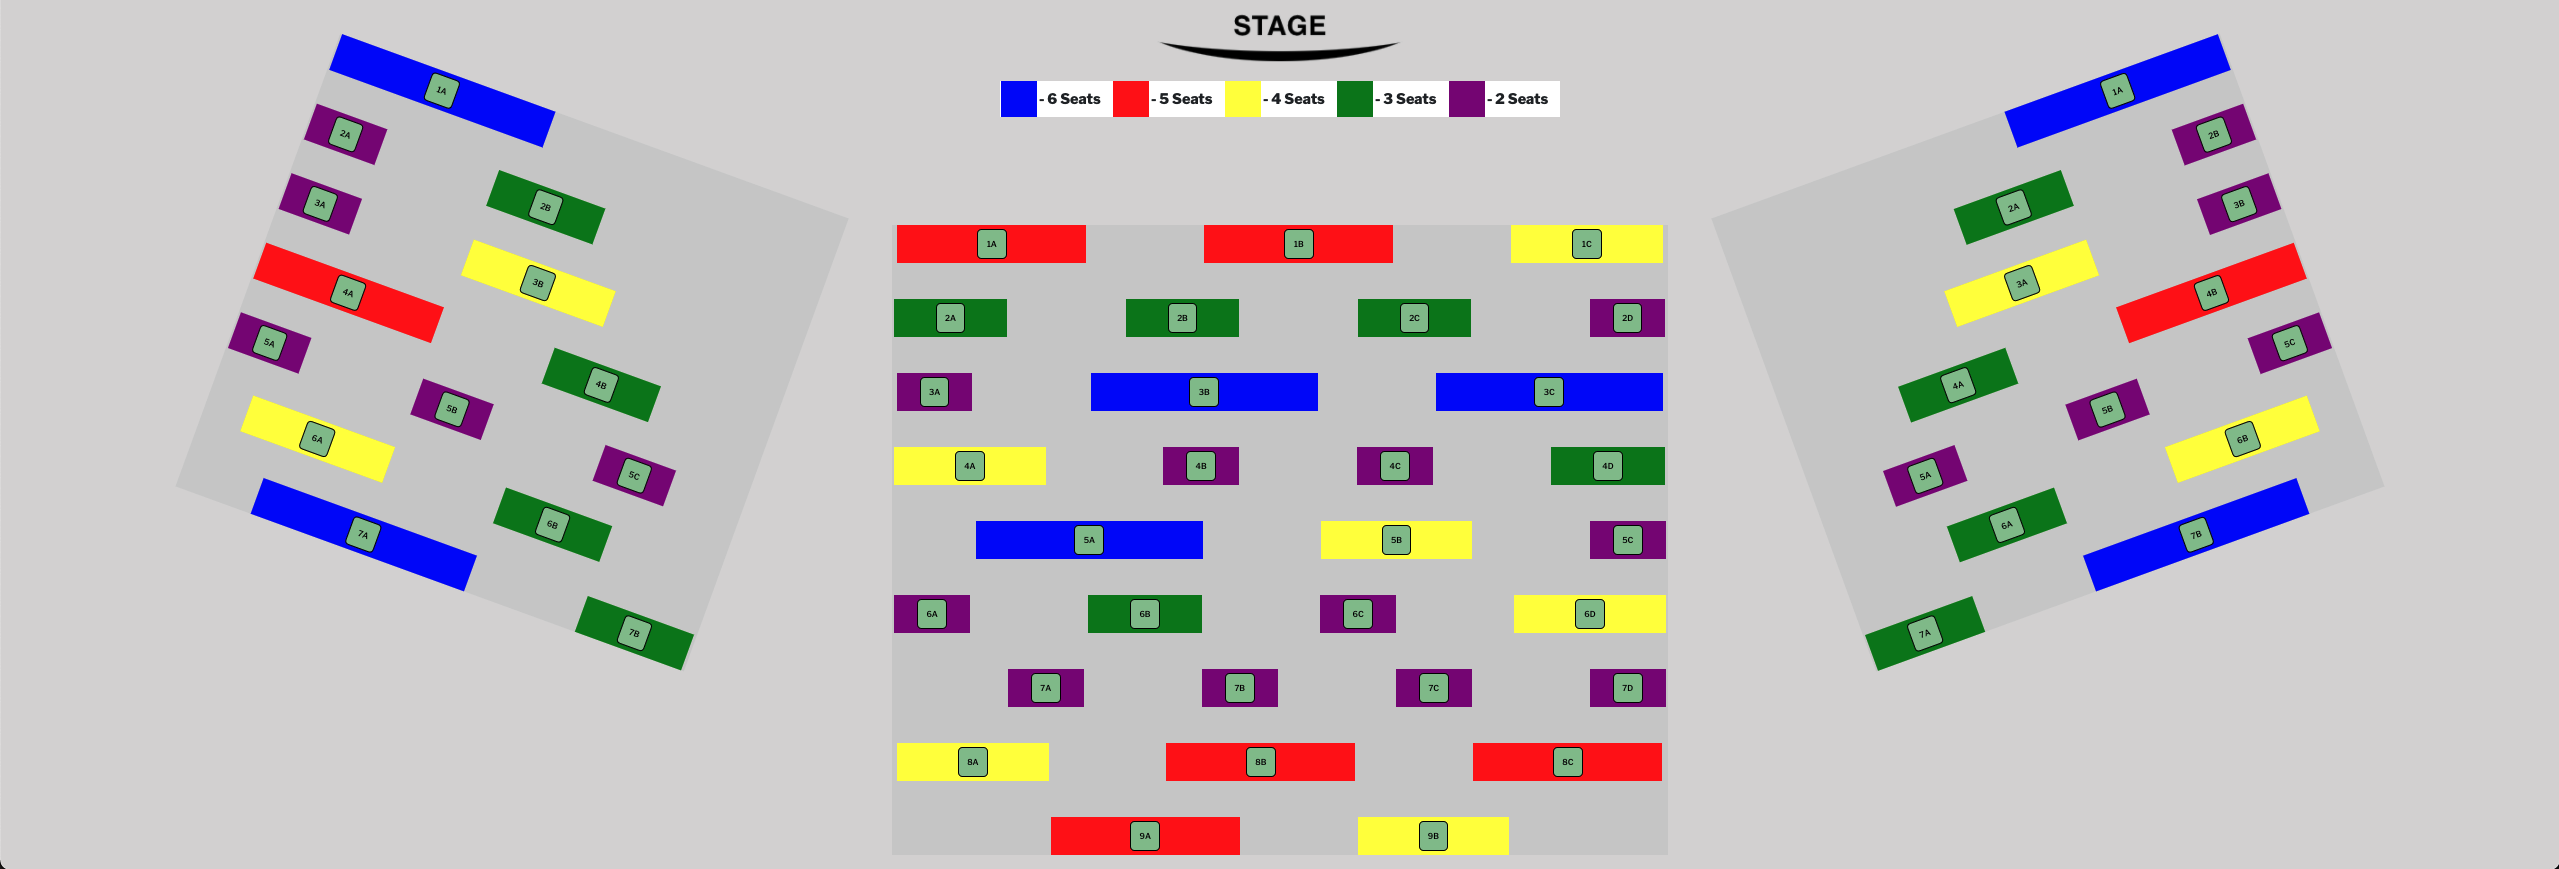 STAGE
- 6 Seats - 5 Seats - 4 Seats - 3 Seats - 2 Seats
1A
2A
3A
2B
4A
3B
5A
4B
5B
6A
5C
7A
6B
7B
1A 1B 1C
2A 2B 2C 2D
3A 3B 3C
4A 4B 4C 4D
5A 5B 5C
6A 6B 6C 6D
7A 7B 7C 7D
8A 8B 8C
9A 9B
1A
2B
2A
3B
3A
4B
5C
4A
5B
6B
5A
6A
7B
7A